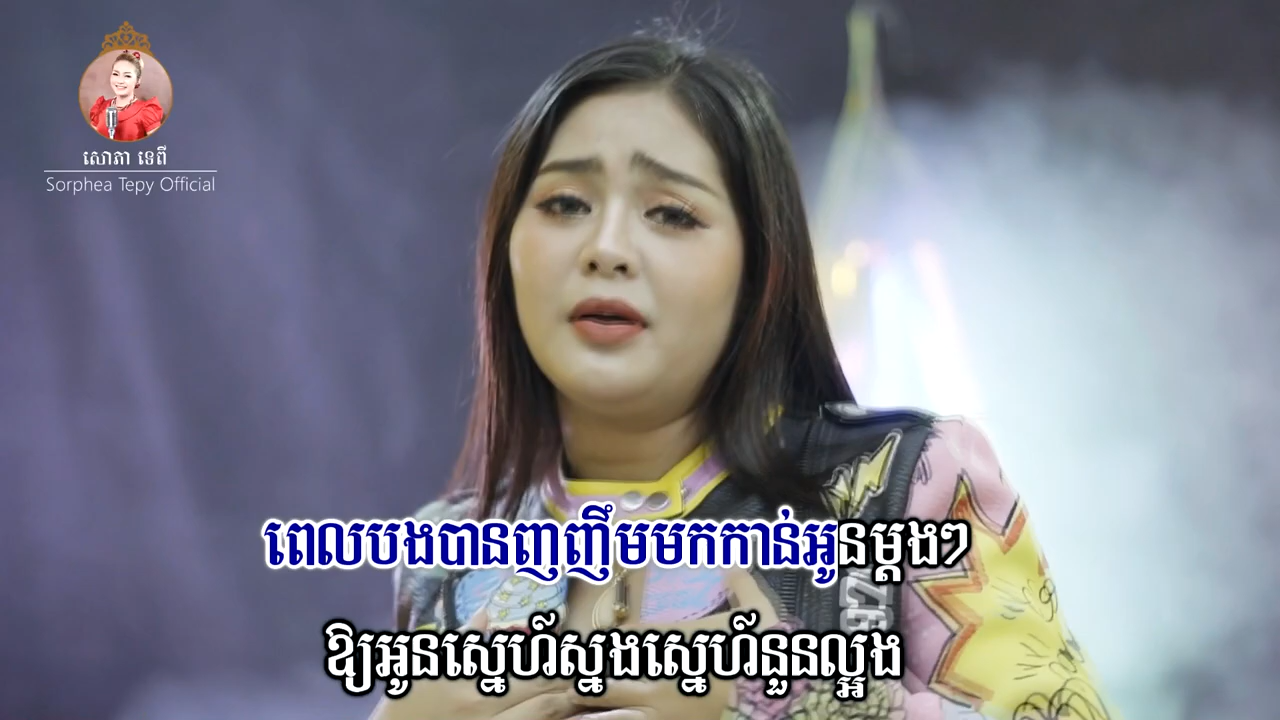 សោភា ទេពី
Sorphea Tepy Official
ពេលបងបានញញឹមមកកាន់អូនម្ដងៗ
ឱ្យអូនស្នេហ៍ស្នងស្នេហ៍នួនល្អង